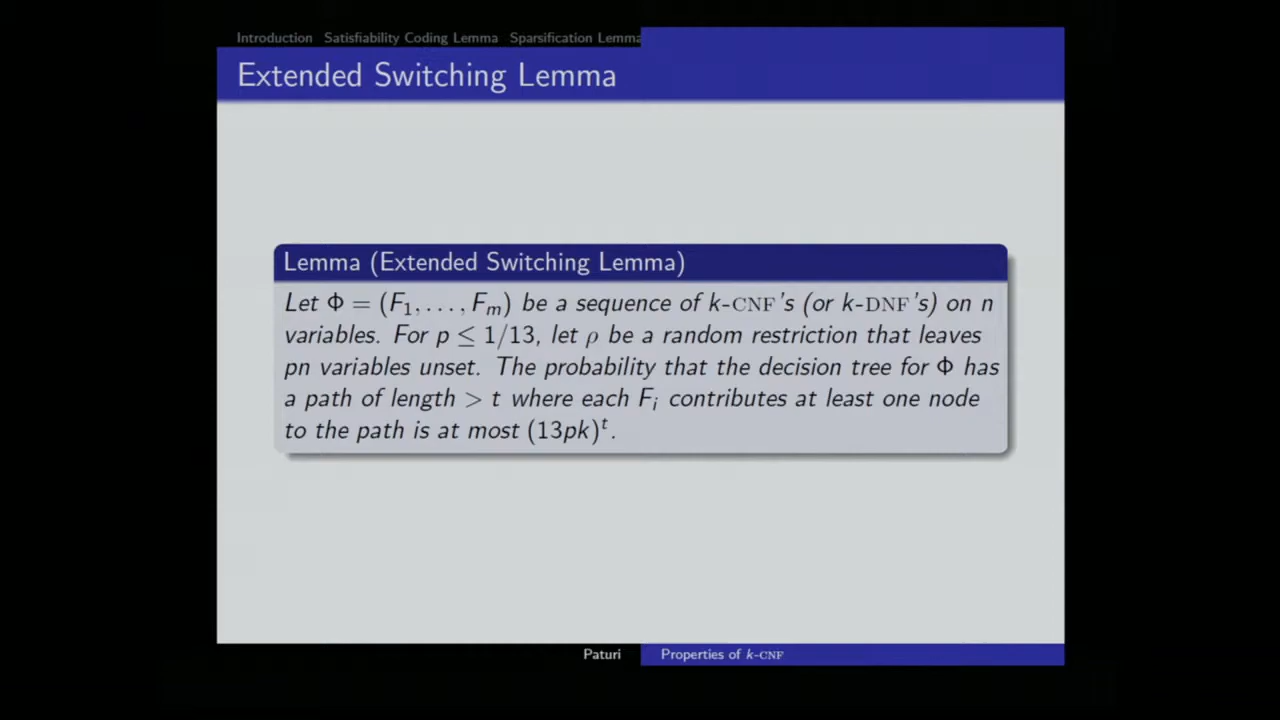 Introduction Satisfiability Coding Lemma Sparsification Lemma
Extended Switching Lemma
Lemma (Extended Switching Lemma)
Let Φ = (F₁, . . . , Fₘ) be a sequence of k-CNF's (or k-DNF's) on n
variables. For p ≤ 1/13, let ρ be a random restriction that leaves
pn variables unset. The probability that the decision tree for Φ has
a path of length > t where each Fᵢ contributes at least one node
to the path is at most (13pk)ᵗ.
Paturi Properties of k-CNF